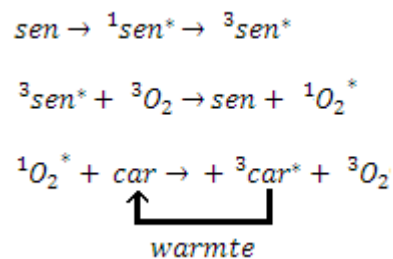 sen → ¹sen* → ³sen*
³sen* + ³O₂ → sen + ¹O₂*
¹O₂* + car → + ³car* + ³O₂
warmte